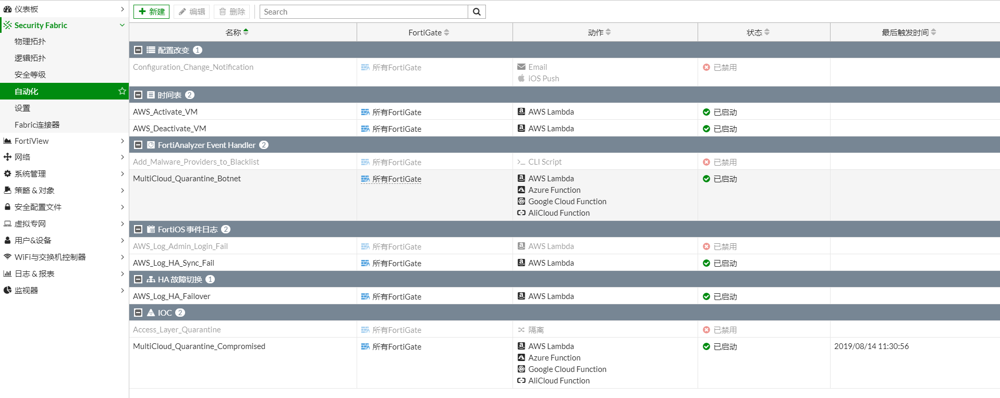 仪表板
Security Fabric
物理拓扑
逻辑拓扑
安全等级
自动化
设置
Fabric连接器
FortiView
网络
系统管理
策略 & 对象
安全配置文件
虚拟专网
用户&设备
WiFi与交换机控制器
日志 & 报表
监视器
新建 编辑 删除 Search
名称 FortiGate 动作 状态 最后触发时间
配置改变 1
Configuration_Change_Notification 所有FortiGate Email 已禁用
iOS Push
时间表 2
AWS_Activate_VM 所有FortiGate AWS Lambda 已启动
AWS_Deactivate_VM 所有FortiGate AWS Lambda 已启动
FortiAnalyzer Event Handler 2
Add_Malware_Providers_to_Blacklist 所有FortiGate CLI Script 已禁用
MultiCloud_Quarantine_Botnet 所有FortiGate AWS Lambda 已启动
Azure Function
Google Cloud Function
AliCloud Function
FortiOS 事件日志 2
AWS_Log_Admin_Login_Fail 所有FortiGate AWS Lambda 已禁用
AWS_Log_HA_Sync_Fail 所有FortiGate AWS Lambda 已启动
HA 故障切换 1
AWS_Log_HA_Failover 所有FortiGate AWS Lambda 已启动
IOC 2
Access_Layer_Quarantine 所有FortiGate 隔离 已禁用
MultiCloud_Quarantine_Compromised 所有FortiGate AWS Lambda 已启动 2019/08/14 11:30:56
Azure Function
Google Cloud Function
AliCloud Function